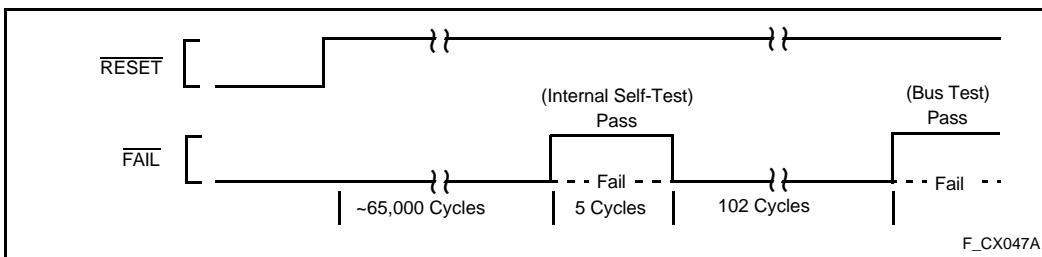 RESET
(Internal Self-Test)
Pass
(Bus Test)
Pass
FAIL
Fail
Fail
~65,000 Cycles
5 Cycles
102 Cycles
F_CX047A